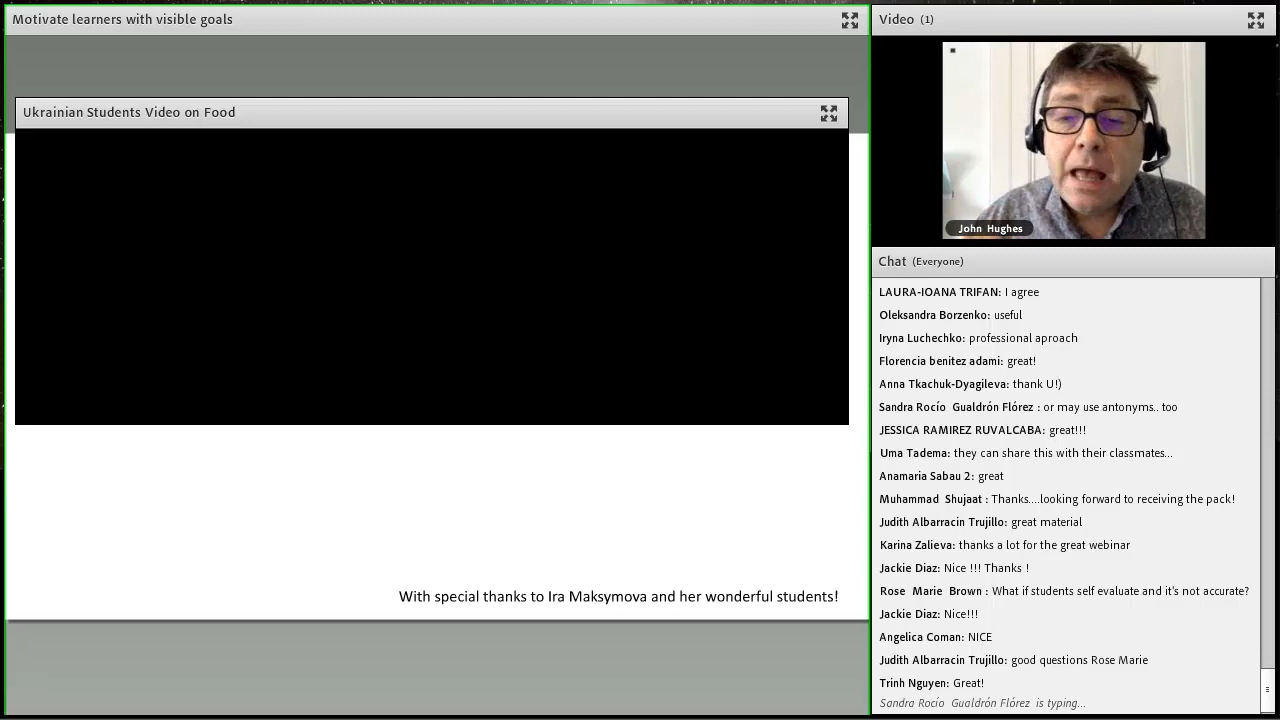 Motivate learners with visible goals
Ukrainian Students Video on Food
With special thanks to Ira Maksymova and her wonderful students!
Video (1)
John Hughes
Chat (Everyone)
LAURA-IOANA TRIFAN: I agree
Oleksandra Borzenko: useful
Iryna Luchechko: professional aproach
Florencia benitez adami: great!
Anna Tkachuk-Dyagileva: thank U!)
Sandra Rocío Gualdrón Flórez : or may use antonyms.. too
JESSICA RAMIREZ RUVALCABA: great!!!
Uma Tadema: they can share this with their classmates...
Anamaria Sabau 2: great
Muhammad Shujaat : Thanks....looking forward to receiving the pack!
Judith Albarracin Trujillo: great material
Karina Zalieva: thanks a lot for the great webinar
Jackie Diaz: Nice !!! Thanks !
Rose Marie Brown : What if students self evaluate and it's not accurate?
Jackie Diaz: Nice!!!
Angelica Coman: NICE
Judith Albarracin Trujillo: good questions Rose Marie
Trinh Nguyen: Great!
Sandra Rocío Gualdrón Flórez is typing...